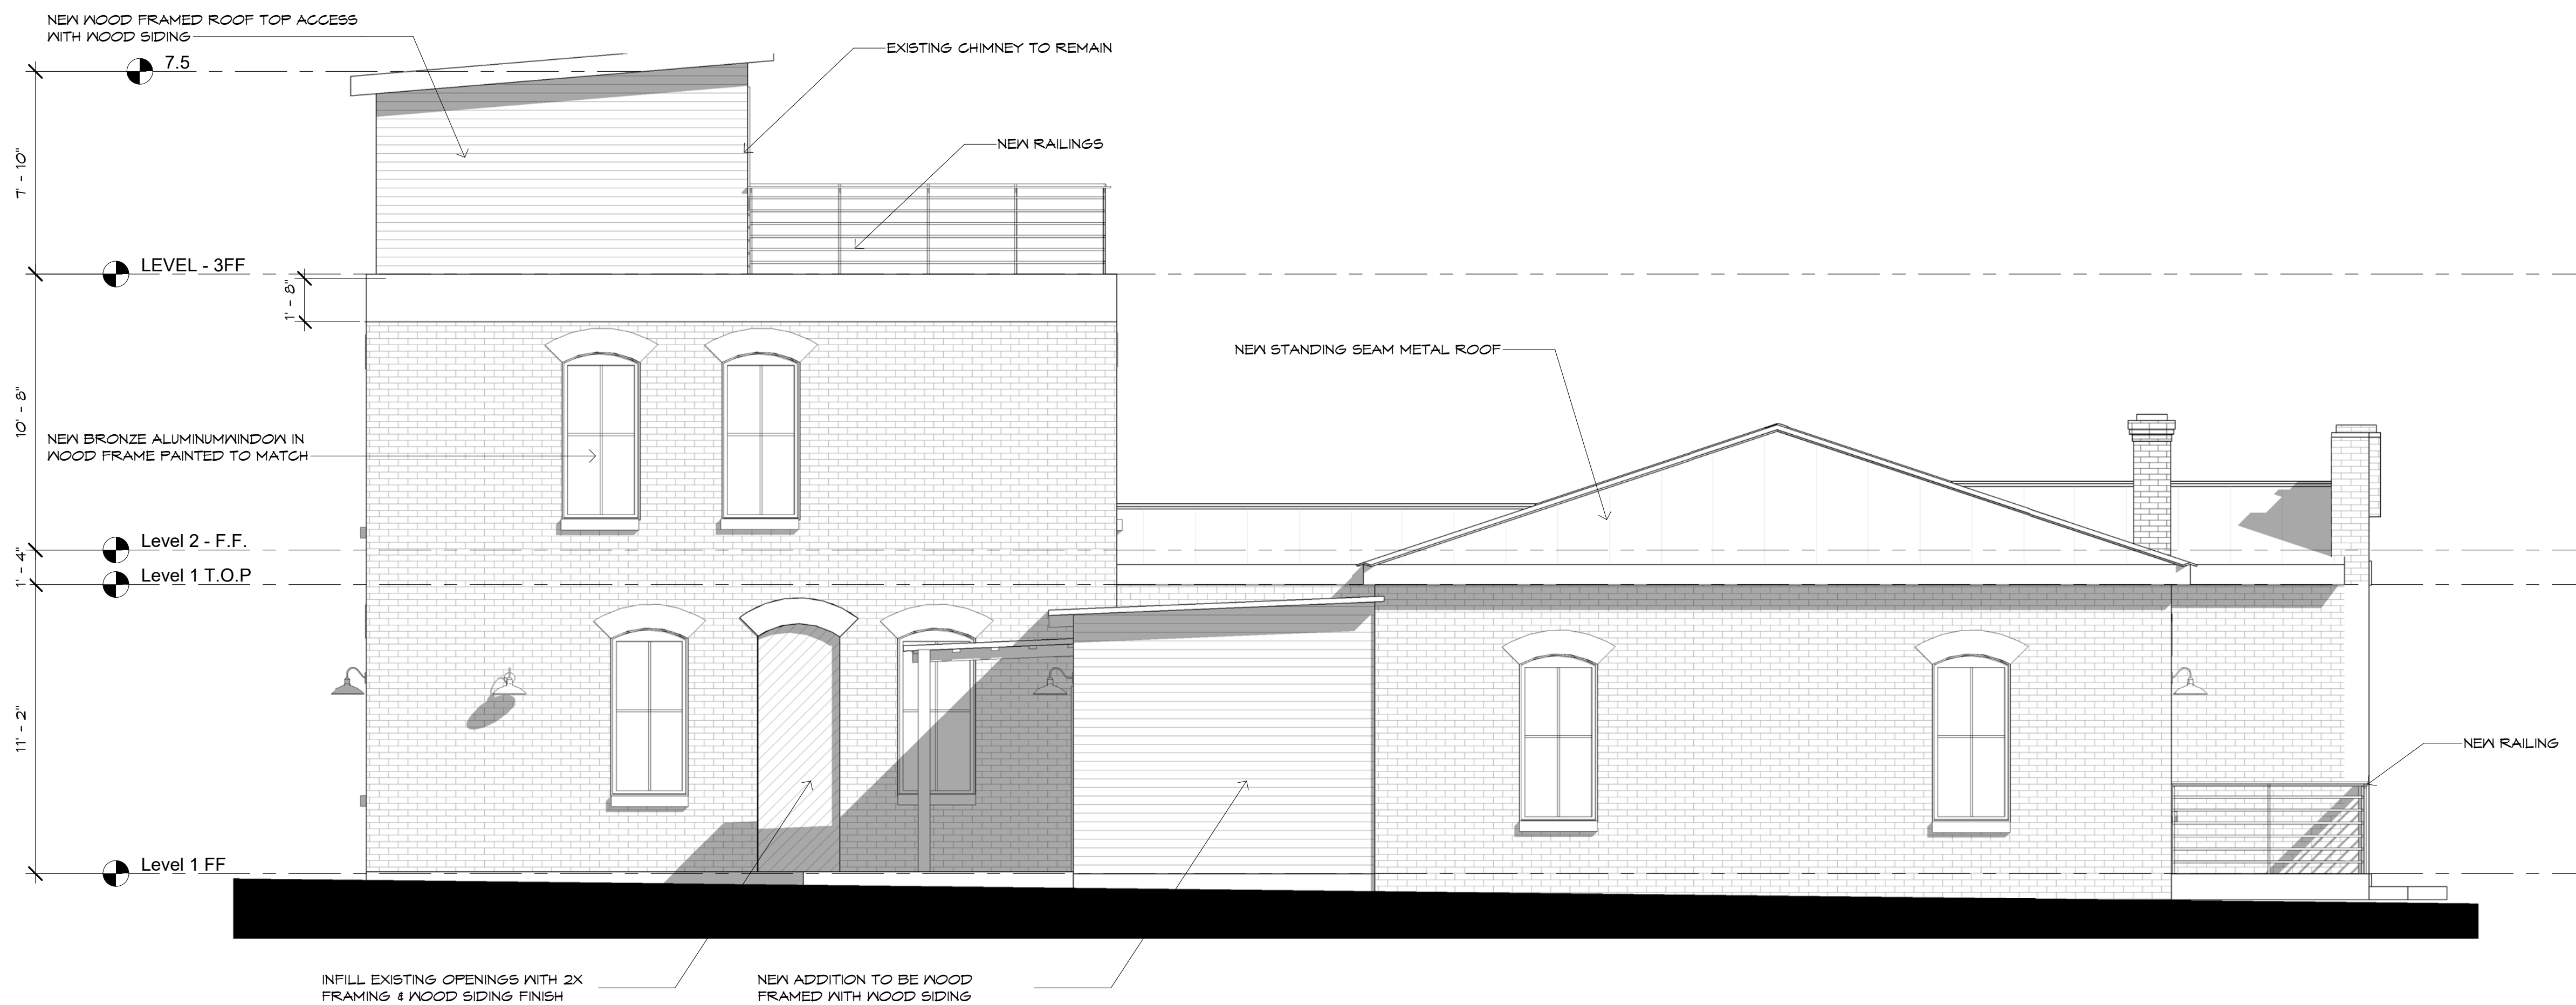 NEW WOOD FRAMED ROOF TOP ACCESS
WITH WOOD SIDING
EXISTING CHIMNEY TO REMAIN
7.5
NEW RAILINGS
7' - 10"
LEVEL - 3FF
1' - 8"
NEW STANDING SEAM METAL ROOF
10' - 8"
NEW BRONZE ALUMINUMWINDOW IN
WOOD FRAME PAINTED TO MATCH
Level 2 - F.F.
1' - 4"
Level 1 T.O.P
11' - 2"
NEW RAILING
Level 1 FF
INFILL EXISTING OPENINGS WITH 2X
FRAMING & WOOD SIDING FINISH
NEW ADDITION TO BE WOOD
FRAMED WITH WOOD SIDING